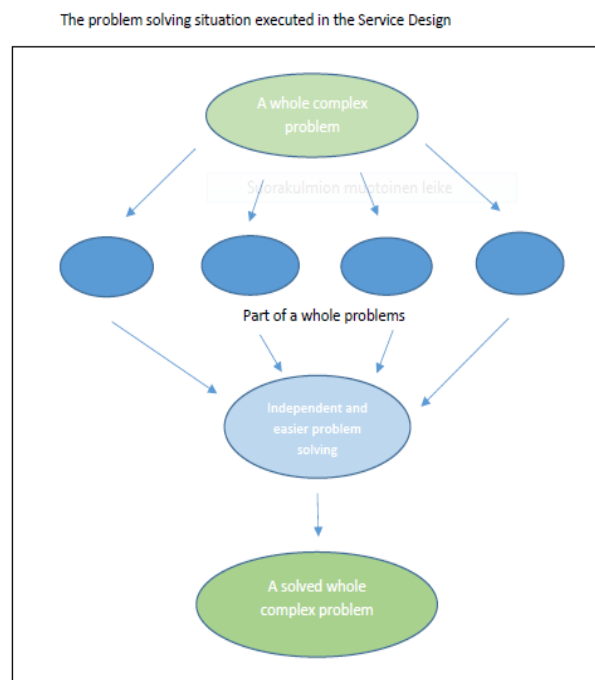 The problem solving situation executed in the Service Design
A whole complex
problem
Suorakulmion muotoinen leike
Part of a whole problems
Independent and
easier problem
solving
A solved whole
complex problem